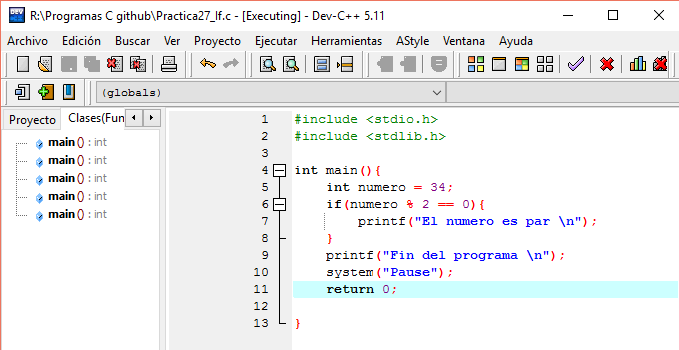 R:\Programas C github\Practica27_If.c - [Executing] - Dev-C++ 5.11
Archivo Edición Buscar Ver Proyecto Ejecutar Herramientas AStyle Ventana Ayuda
(globals)
Proyecto Clases(Fun
main() : int
main() : int
main() : int
main() : int
main() : int
1 #include <stdio.h>
2 #include <stdlib.h>
3
4 int main(){
5 int numero = 34;
6 if(numero % 2 == 0){
7 printf("El numero es par \n");
8 }
9 printf("Fin del programa \n");
10 system("Pause");
11 return 0;
12
13 }